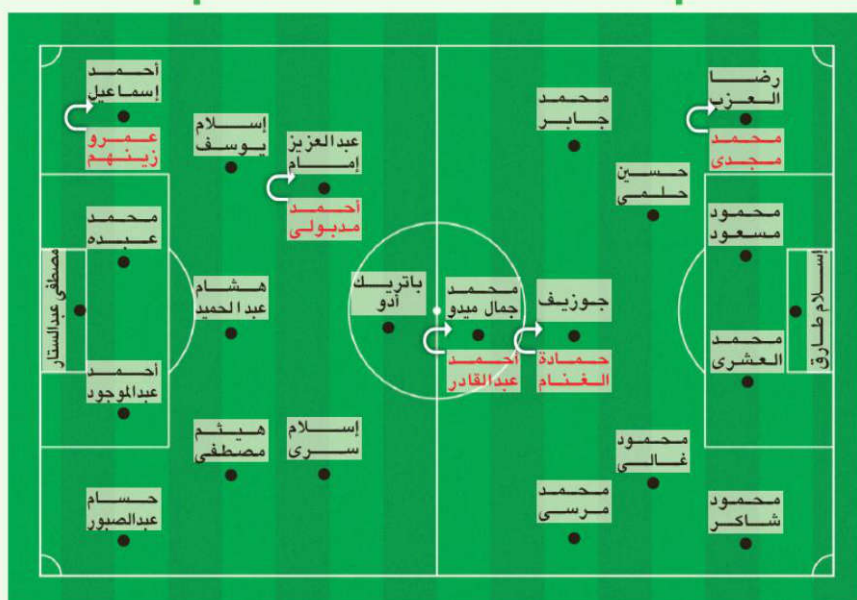 رضا
العزب
محمد
مجدى
محمود
مسعود
إسلام طارق
محمد
العشرى
محمود
شاكر
حسين
حلمى
محمود
غالى
محمد
جابر
جوزيف
حمادة
الغنام
محمد
مرسى
محمد
جمال ميدو
أحمد
عبدالقادر
باتريك
أدو
عبدالعزيز
إمام
أحمد
مدبولى
إسلام
سرى
إسلام
يوسف
هشام
عبدالحميد
هيثم
مصطفى
أحمد
إسماعيل
عمرو
زينهم
محمد
عبده
مصطفى عبدالستار
أحمد
عبدالموجود
حسام
عبدالصبور